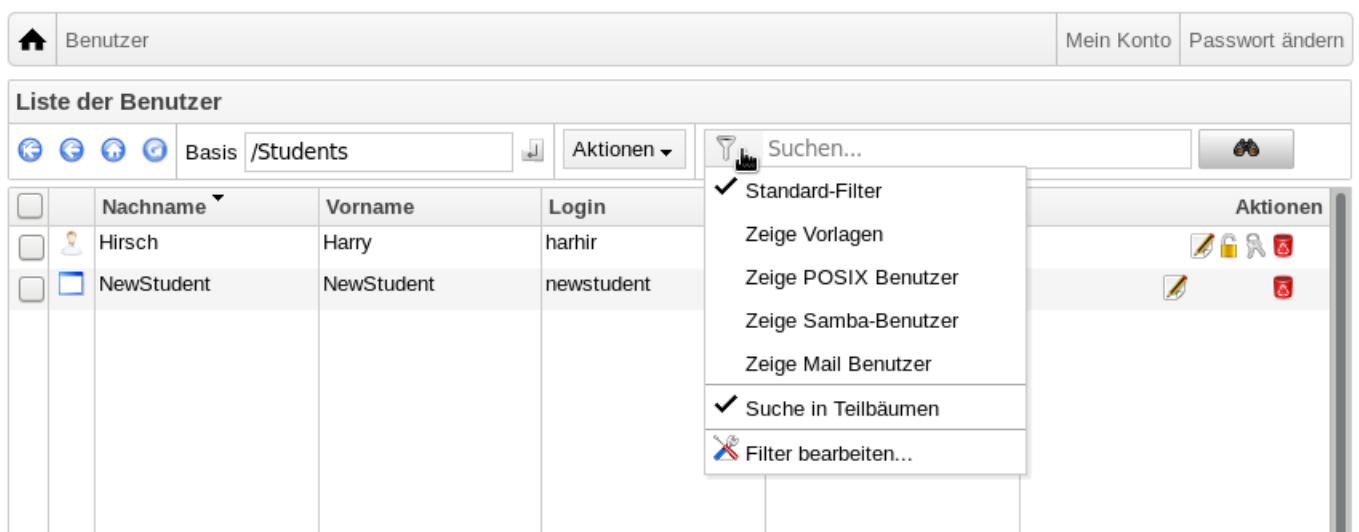 Benutzer Mein Konto Passwort ändern
Liste der Benutzer
Basis /Students Aktionen Suchen...
Nachname Vorname Login Aktionen
Hirsch Harry harhir
NewStudent NewStudent newstudent
Standard-Filter
Zeige Vorlagen
Zeige POSIX Benutzer
Zeige Samba-Benutzer
Zeige Mail Benutzer
Suche in Teilbäumen
Filter bearbeiten...